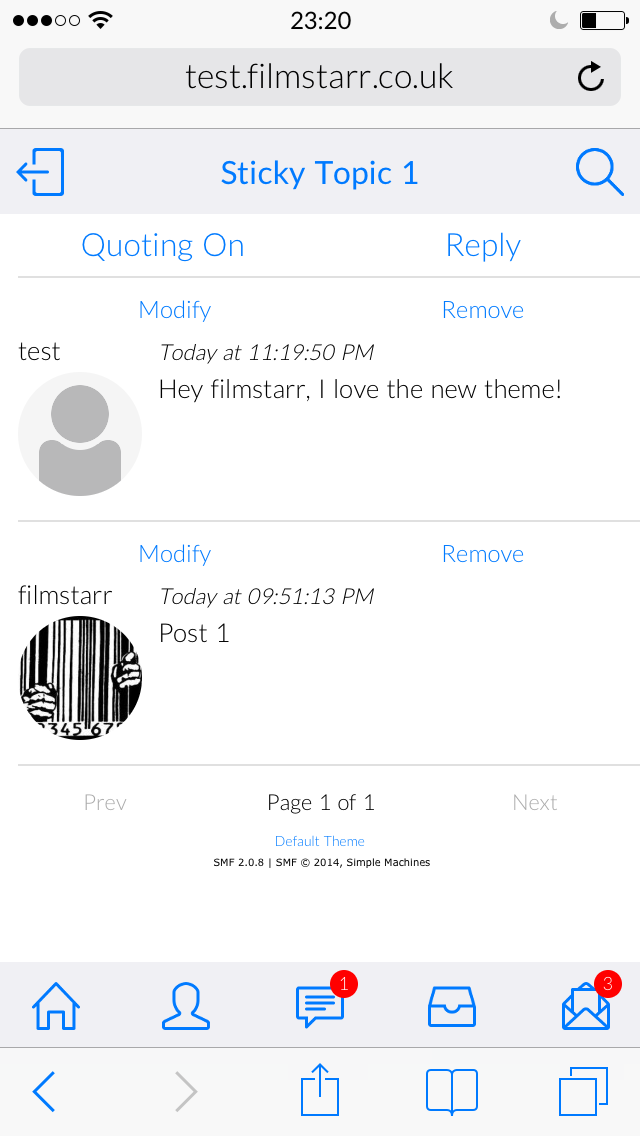 23:20
test.filmstarr.co.uk
Sticky Topic 1
Quoting On Reply
Modify Remove
test Today at 11:19:50 PM
Hey filmstarr, I love the new theme!
Modify Remove
filmstarr Today at 09:51:13 PM
Post 1
Prev Page 1 of 1 Next
Default Theme
SMF 2.0.8 | SMF © 2014, Simple Machines
1 3